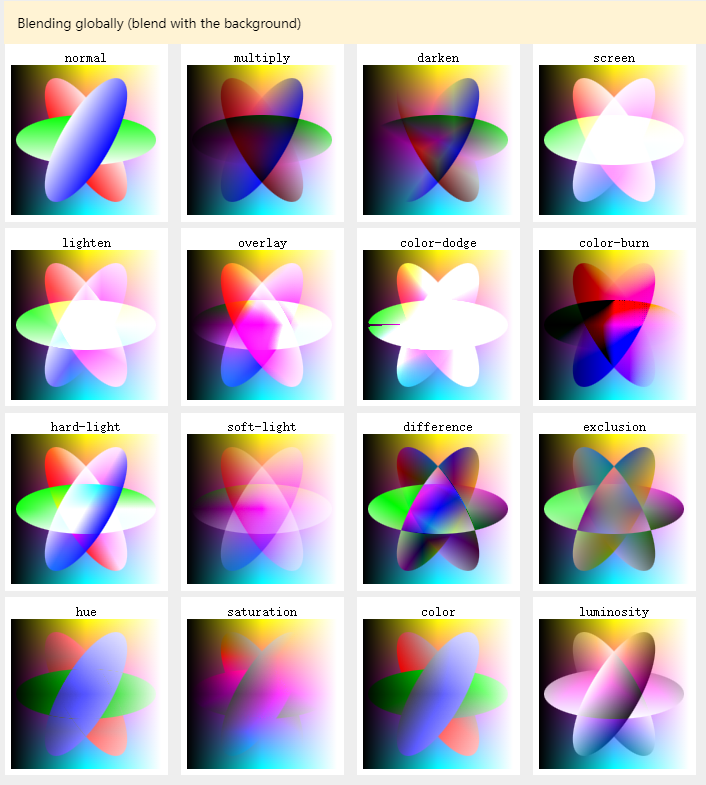 Blending globally (blend with the background)
normal multiply darken screen
lighten overlay color-dodge color-burn
hard-light soft-light difference exclusion
hue saturation color luminosity